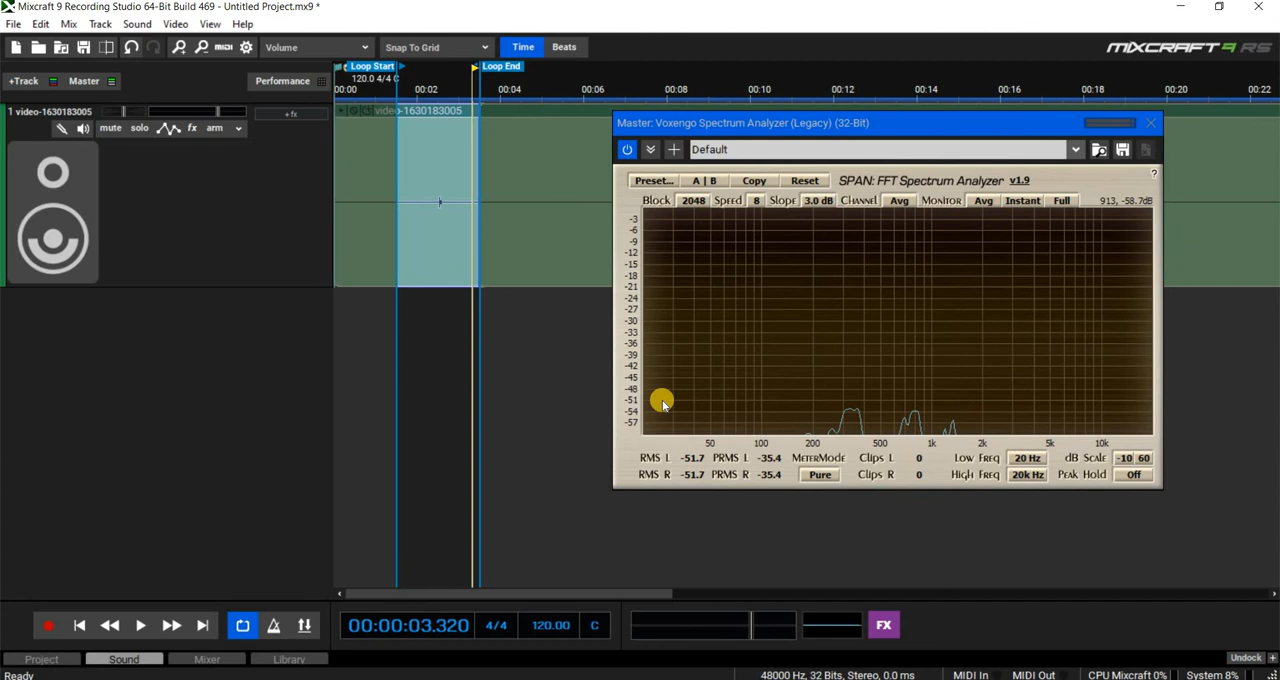 Mixcraft 9 Recording Studio 64-Bit Build 469 - Untitled Project.mx9 *
File Edit Mix Track Sound Video View Help
MIDI Volume Snap To Grid Time Beats MIXCRAFT 9 RS
+Track Master Performance
Loop Start Loop End
120.0 4/4 C
00:00 00:02 00:04 00:06 00:08 00:10 00:12 00:14 00:16 00:18 00:20 00:22
1 video-1630183005 +fx
mute solo fx arm
video-1630183005
Master: Voxengo Spectrum Analyzer (Legacy) (32-Bit)
Default
?
Preset... A | B Copy Reset SPAN: FFT Spectrum Analyzer v1.9
Block 2048 Speed 8 Slope 3.0 dB Channel Avg Monitor Avg Instant Full 913, -58.7dB
-3
-6
-9
-12
-15
-18
-21
-24
-27
-30
-33
-36
-39
-42
-45
-48
-51
-54
-57
50 100 200 500 1k 2k 5k 10k
RMS L -51.7 PRMS L -35.4 MeterMode Clips L 0 Low Freq 20 Hz dB Scale -10 60
RMS R -51.7 PRMS R -35.4 Pure Clips R 0 High Freq 20k Hz Peak Hold Off
00:00:03.320 4/4 120.00 C FX
Project Sound Mixer Library Undock +
Ready 48000 Hz, 32 Bits, Stereo, 0.0 ms MIDI In MIDI Out CPU Mixcraft 0% System 8%